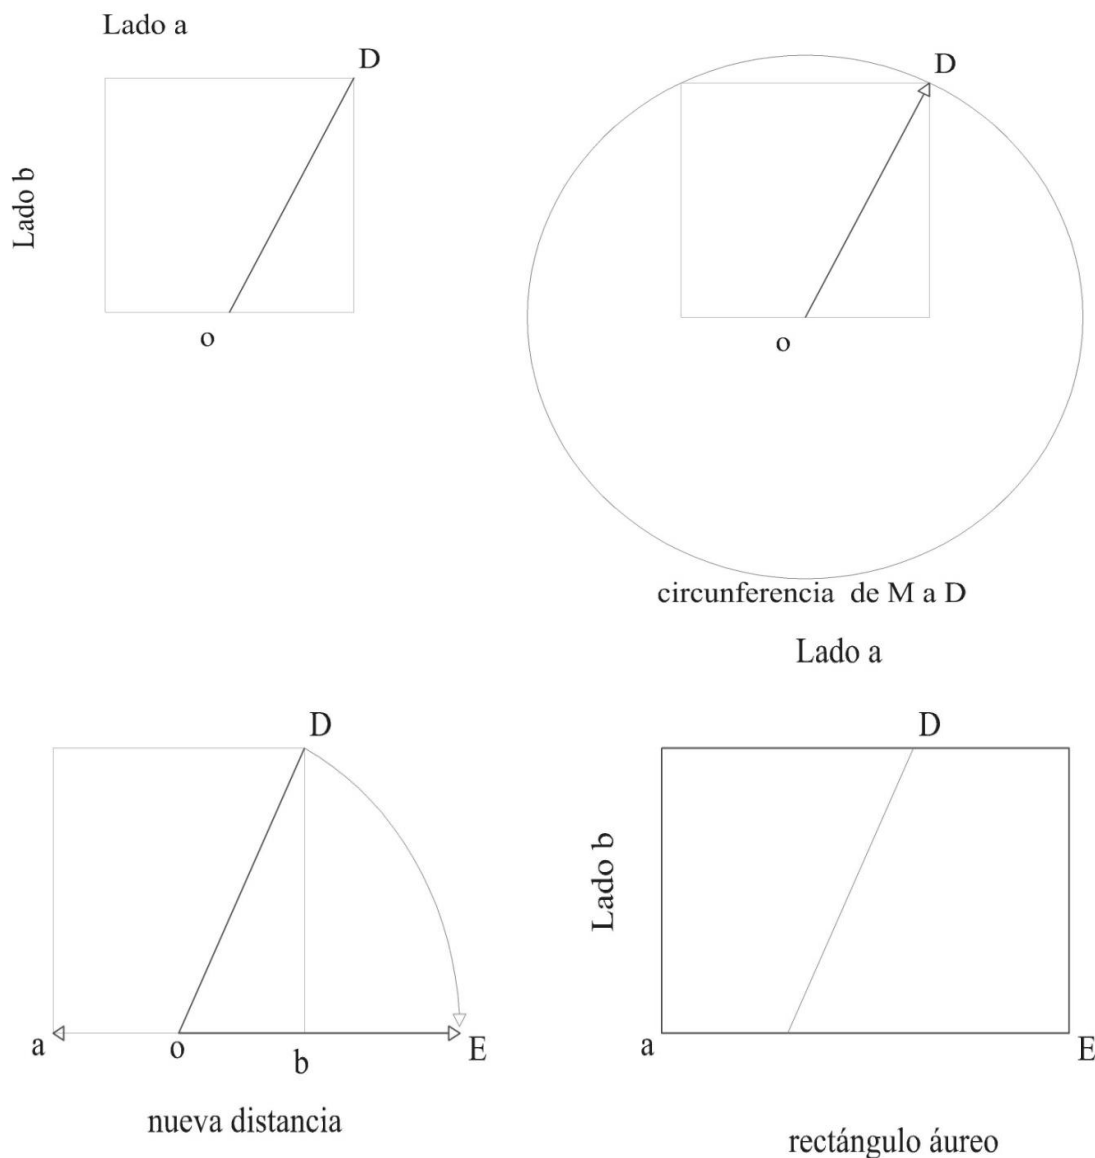 Lado a
D
Lado b
o
D
o
circunferencia de M a D
D
a
o
b
E
nueva distancia
Lado a
D
Lado b
a
E
rectángulo áureo